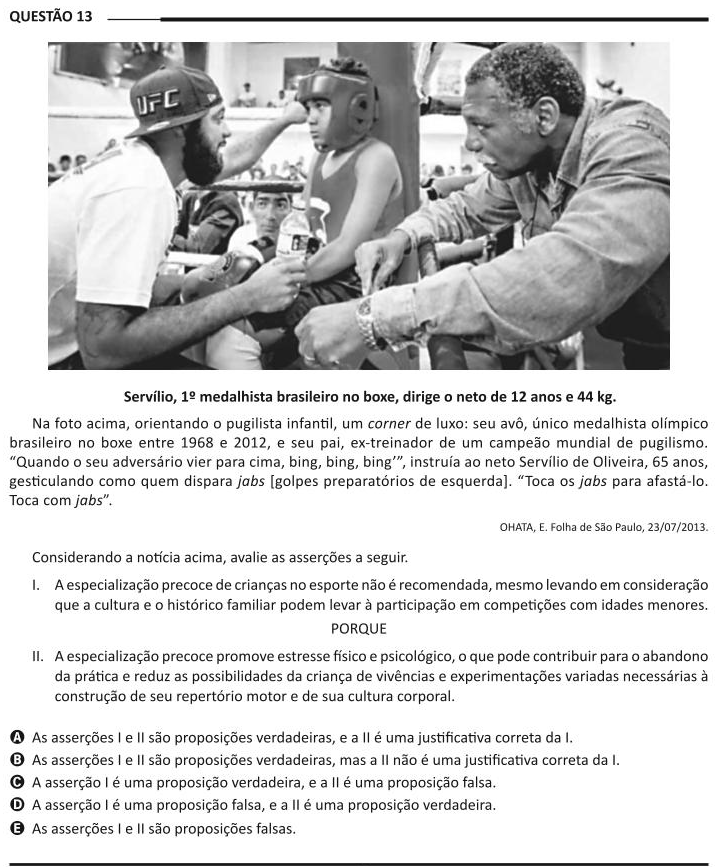 QUESTÃO 13
UFC
Servílio, 1º medalhista brasileiro no boxe, dirige o neto de 12 anos e 44 kg.
Na foto acima, orientando o pugilista infantil, um corner de luxo: seu avô, único medalhista olímpico
brasileiro no boxe entre 1968 e 2012, e seu pai, ex-treinador de um campeão mundial de pugilismo.
“Quando o seu adversário vier para cima, bing, bing, bing’”, instruía ao neto Servílio de Oliveira, 65 anos,
gesticulando como quem dispara jabs [golpes preparatórios de esquerda]. “Toca os jabs para afastá-lo.
Toca com jabs”.
OHATA, E. Folha de São Paulo, 23/07/2013.
Considerando a notícia acima, avalie as asserções a seguir.
I. A especialização precoce de crianças no esporte não é recomendada, mesmo levando em consideração
que a cultura e o histórico familiar podem levar à participação em competições com idades menores.
PORQUE
II. A especialização precoce promove estresse físico e psicológico, o que pode contribuir para o abandono
da prática e reduz as possibilidades da criança de vivências e experimentações variadas necessárias à
construção de seu repertório motor e de sua cultura corporal.
A As asserções I e II são proposições verdadeiras, e a II é uma justificativa correta da I.
B As asserções I e II são proposições verdadeiras, mas a II não é uma justificativa correta da I.
C A asserção I é uma proposição verdadeira, e a II é uma proposição falsa.
D A asserção I é uma proposição falsa, e a II é uma proposição verdadeira.
E As asserções I e II são proposições falsas.